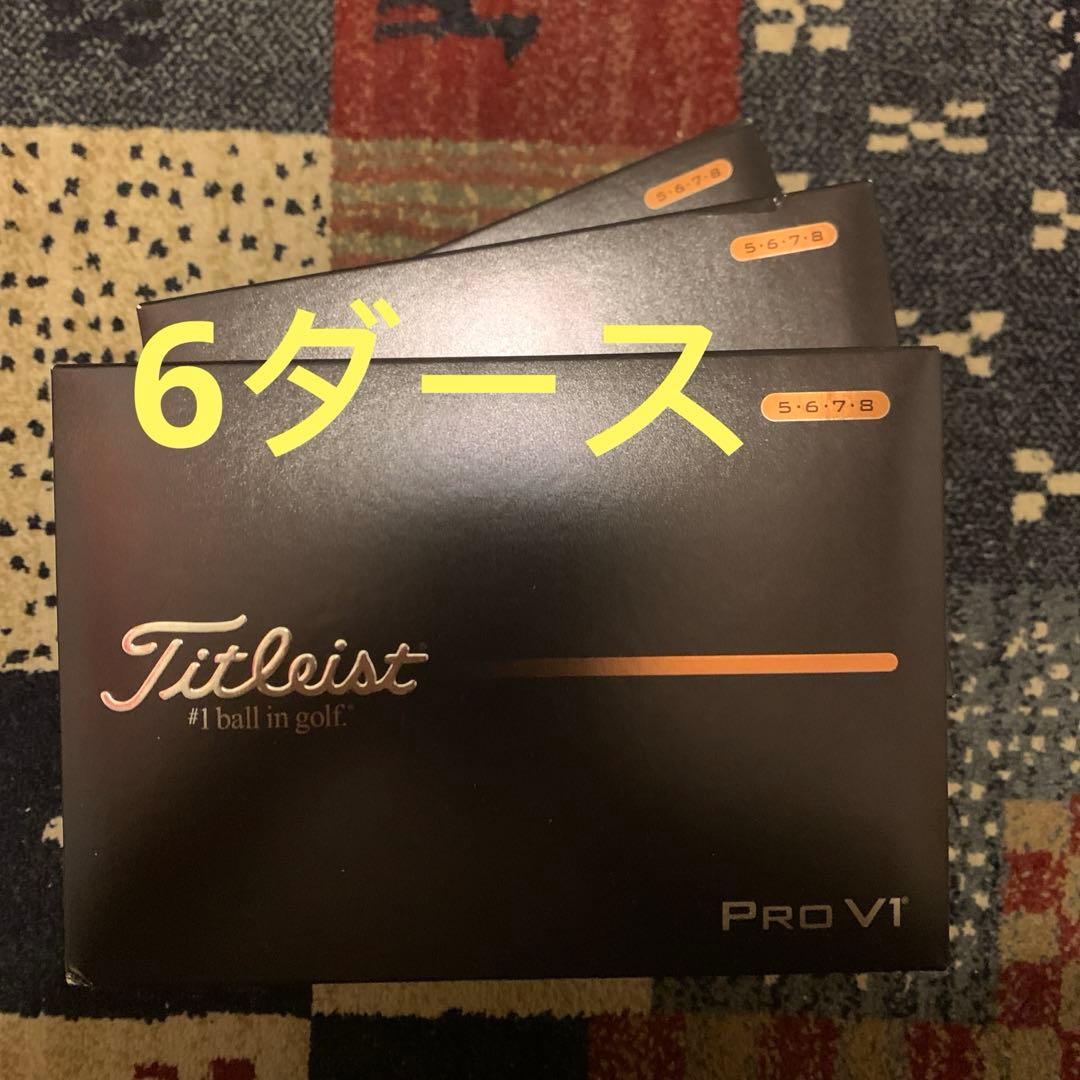 5·6·7·8
5·6·7·8
6ダース
5·6·7·8
Titleist®
#1 ball in golf.®
PRO V1®